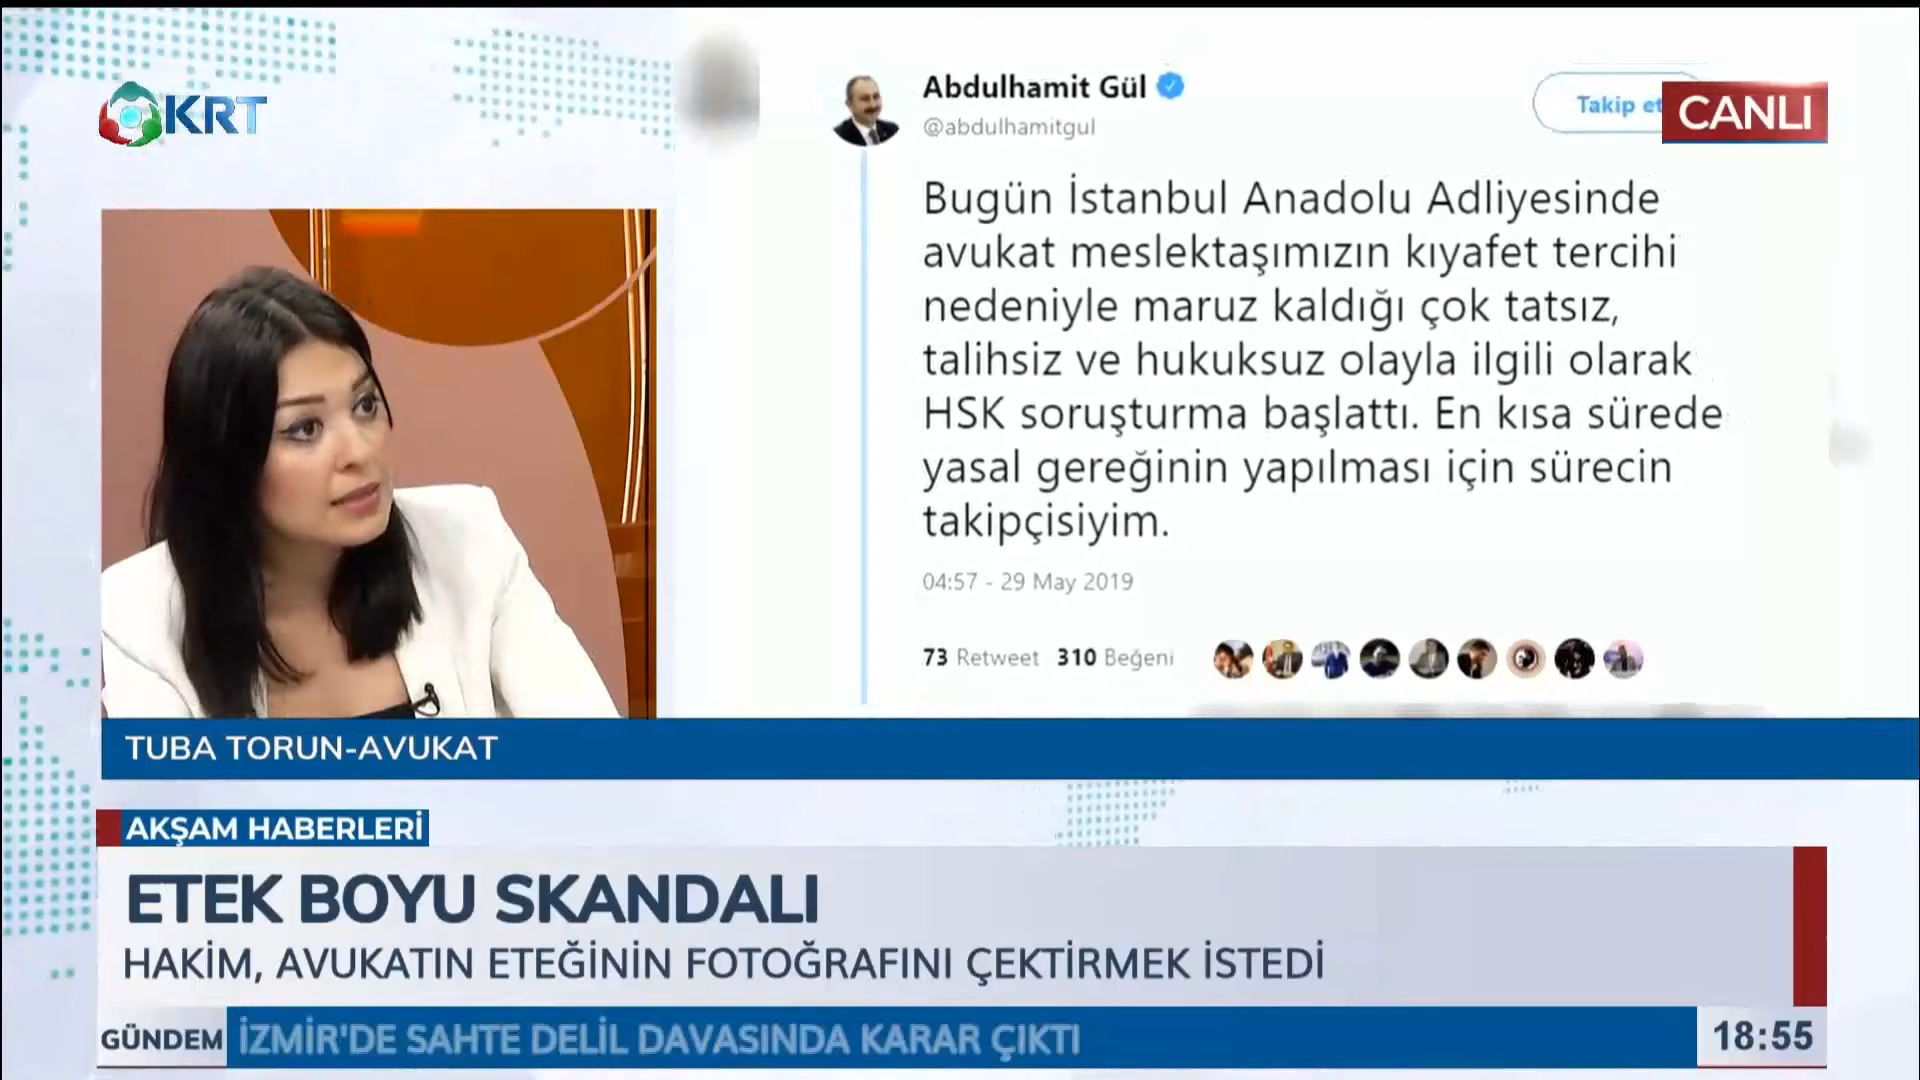 KRT
Abdulhamit Gül
@abdulhamitgul
Takip et
CANLI
Bugün İstanbul Anadolu Adliyesinde
avukat meslektaşımızın kıyafet tercihi
nedeniyle maruz kaldığı çok tatsız,
talihsiz ve hukuksuz olayla ilgili olarak
HSK soruşturma başlattı. En kısa sürede
yasal gereğinin yapılması için sürecin
takipçisiyim.
04:57 - 29 May 2019
73 Retweet 310 Beğeni
TUBA TORUN-AVUKAT
AKŞAM HABERLERİ
ETEK BOYU SKANDALI
HAKİM, AVUKATIN ETEĞİNİN FOTOĞRAFINI ÇEKTİRMEK İSTEDİ
GÜNDEM İZMİR'DE SAHTE DELİL DAVASINDA KARAR ÇIKTI
18:55